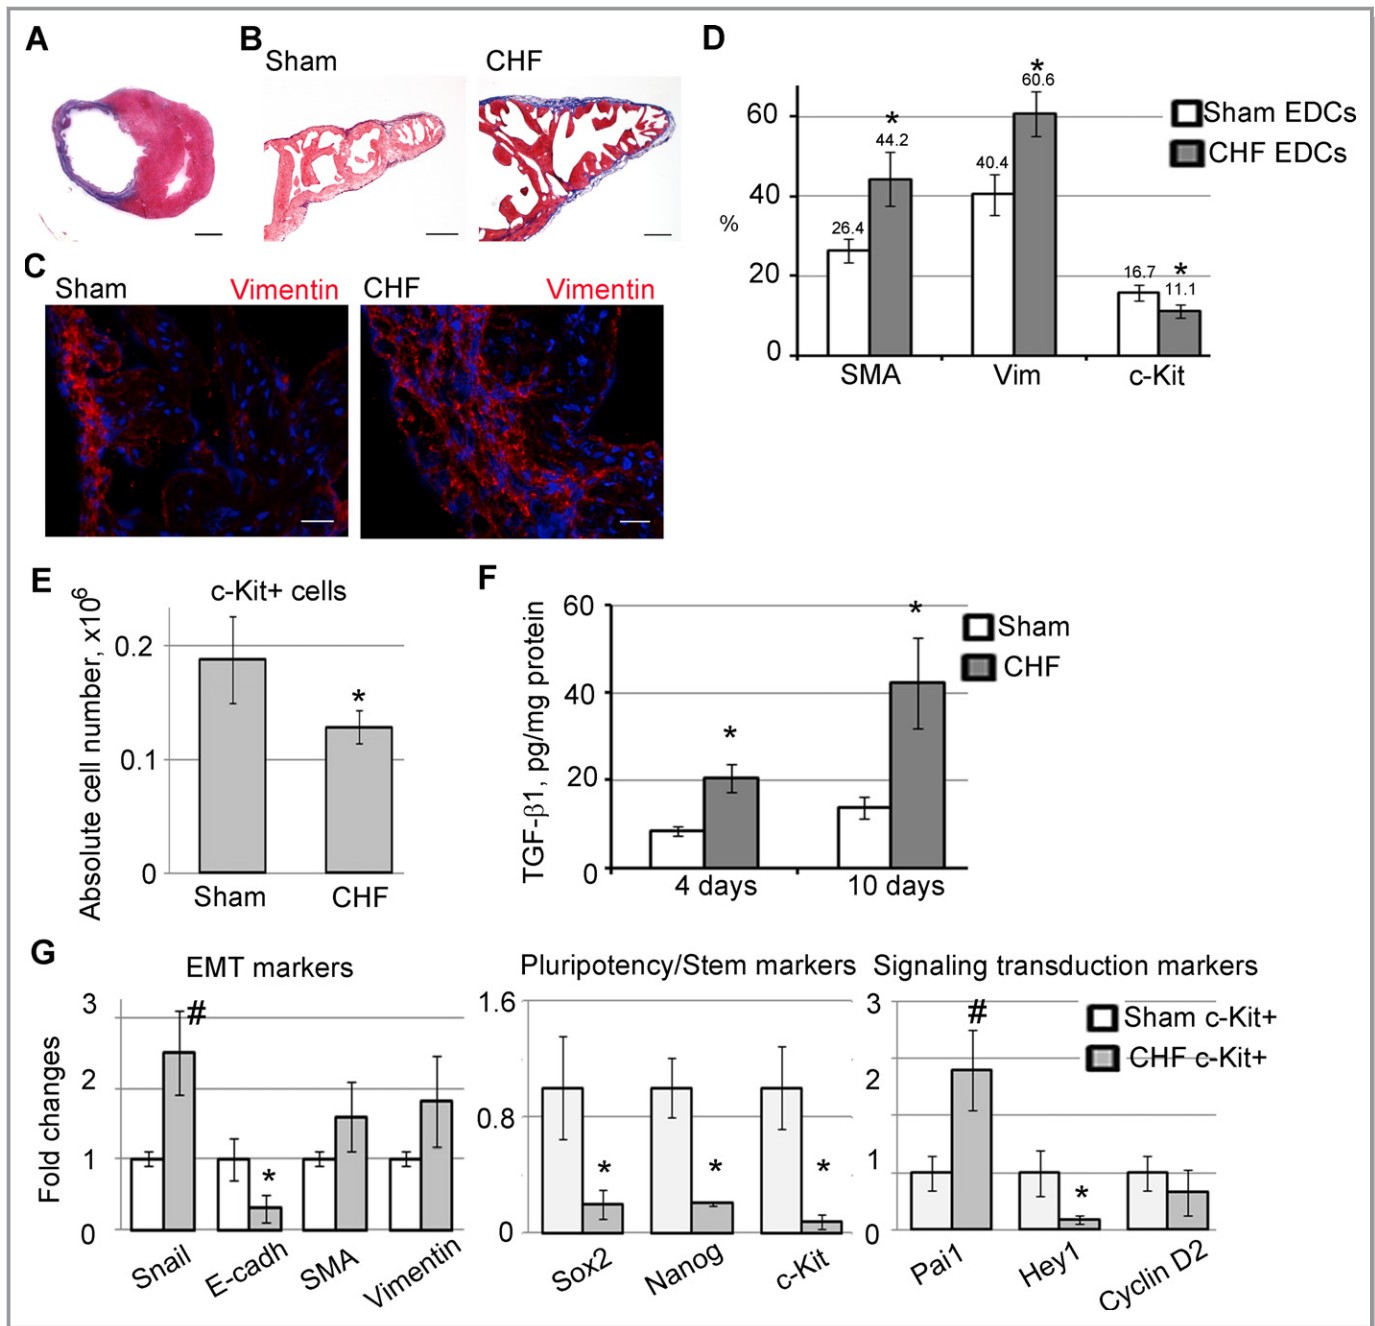 A
B
Sham
CHF
C
Sham
Vimentin
CHF
Vimentin
D
60
40
%
20
0
26.4
*
44.2
40.4
*
60.6
16.7
*
11.1
SMA
Vim
c-Kit
Sham EDCs
CHF EDCs
E
c-Kit+ cells
Absolute cell number, x10⁶
0.2
0.1
0
*
Sham
CHF
F
TGF-β1, pg/mg protein
60
40
20
0
*
*
4 days
10 days
Sham
CHF
G
EMT markers
Fold changes
3
2
1
0
#
*
Snail
E-cadh
SMA
Vimentin
Pluripotency/Stem markers
1.6
0.8
0
*
*
*
Sox2
Nanog
c-Kit
Signaling transduction markers
3
2
1
0
#
*
Pai1
Hey1
Cyclin D2
Sham c-Kit+
CHF c-Kit+